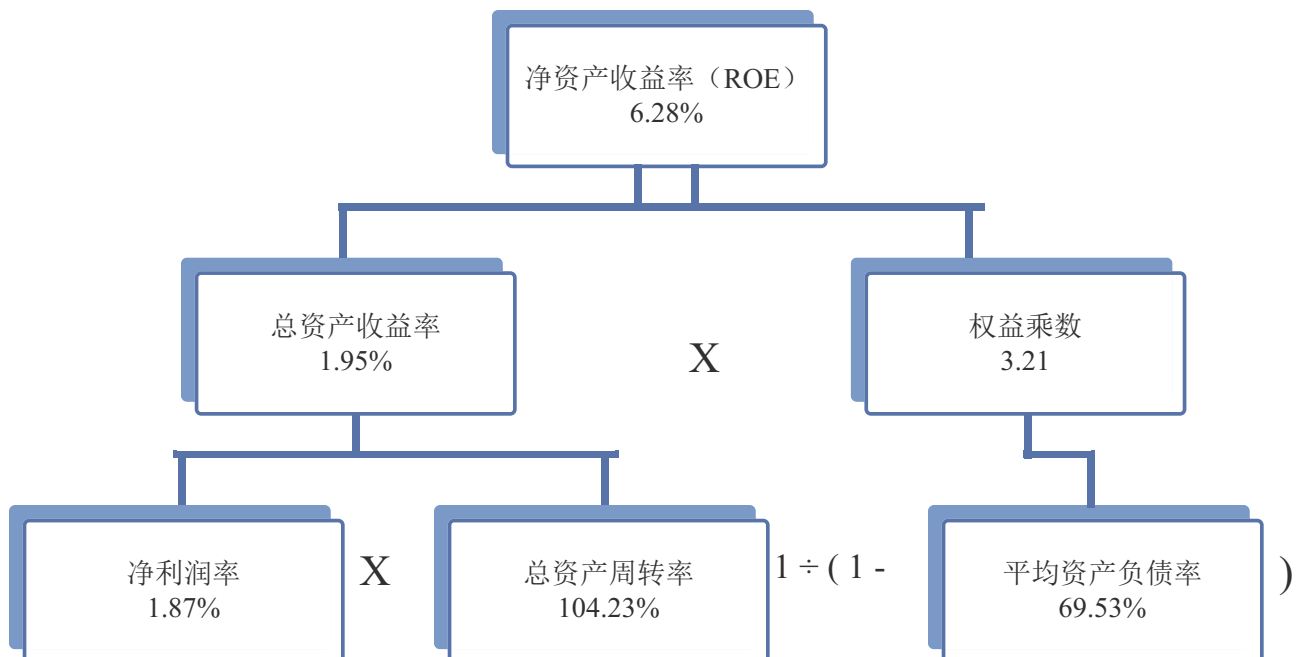 净资产收益率（ROE）
6.28%
总资产收益率
1.95%
X
权益乘数
3.21
净利润率
1.87%
X
总资产周转率
104.23%
1 ÷ ( 1 -
平均资产负债率
69.53%
)